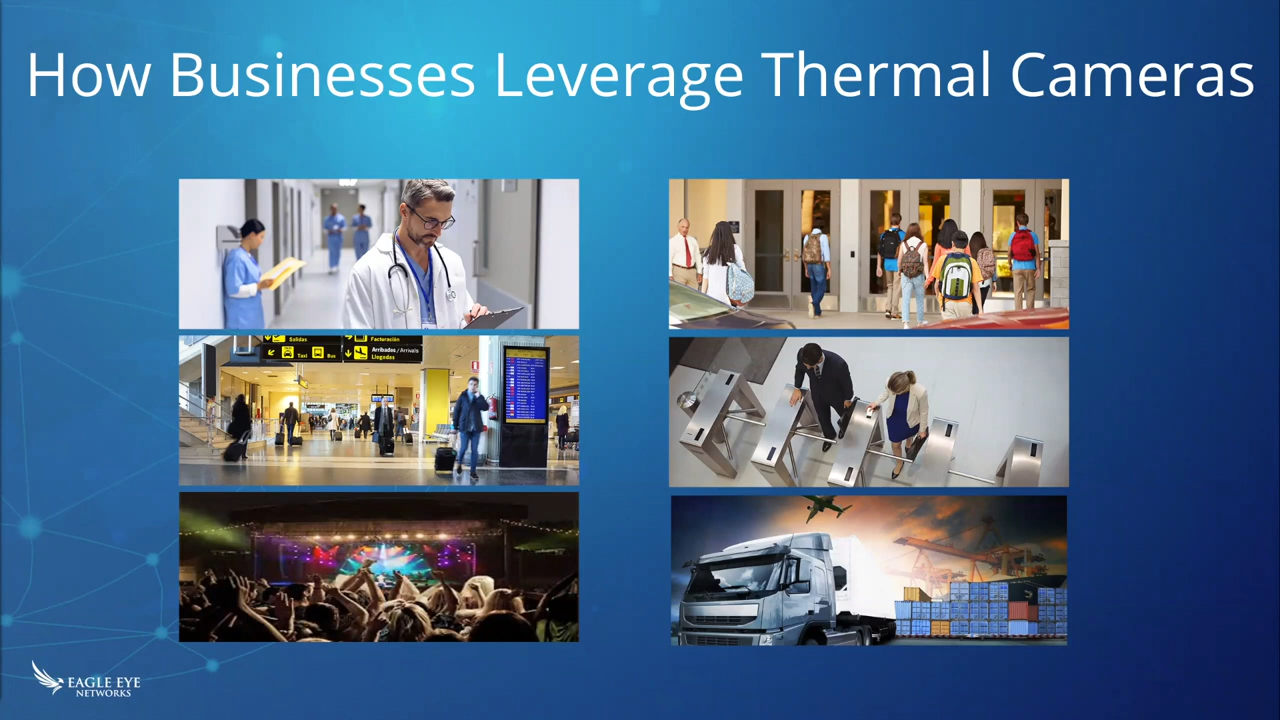 How Businesses Leverage Thermal Cameras
Salidas
Facturación
Taxi
Bus
Arribados / Arrivals
Llegadas
EAGLE EYE
NETWORKS